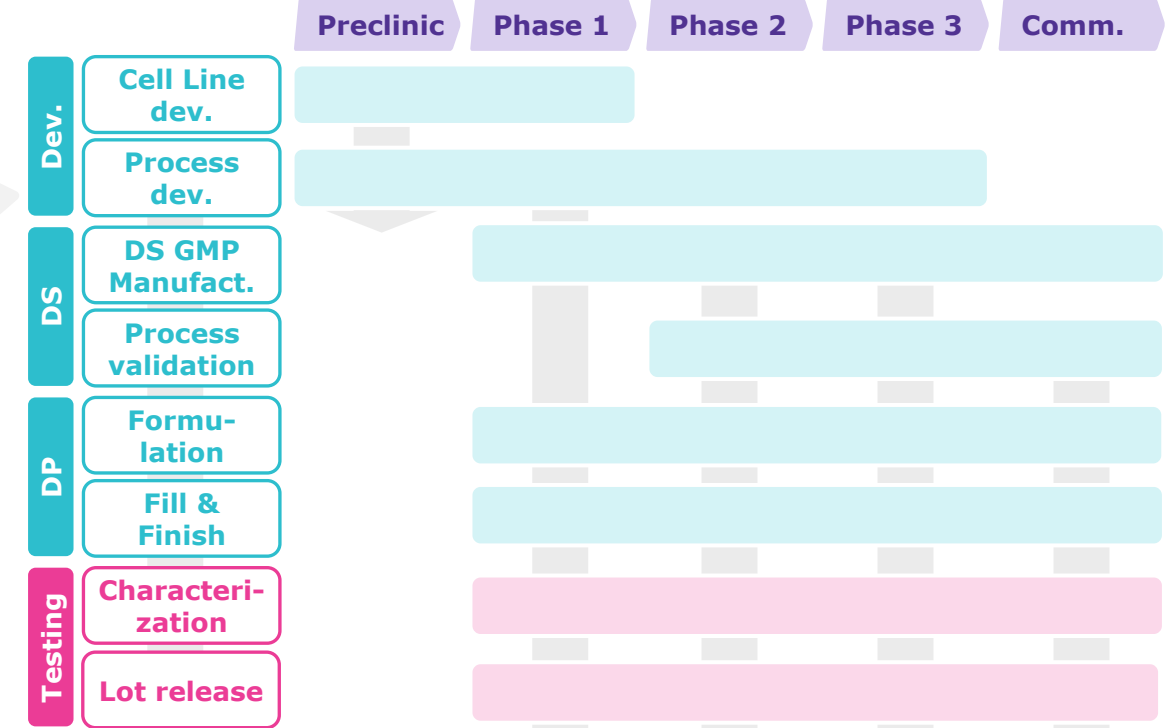 Preclinic Phase 1 Phase 2 Phase 3 Comm.
Dev.
Cell Line
dev.
Process
dev.
DS
DS GMP
Manufact.
Process
validation
DP
Formu-
lation
Fill &
Finish
Testing
Characteri-
zation
Lot release